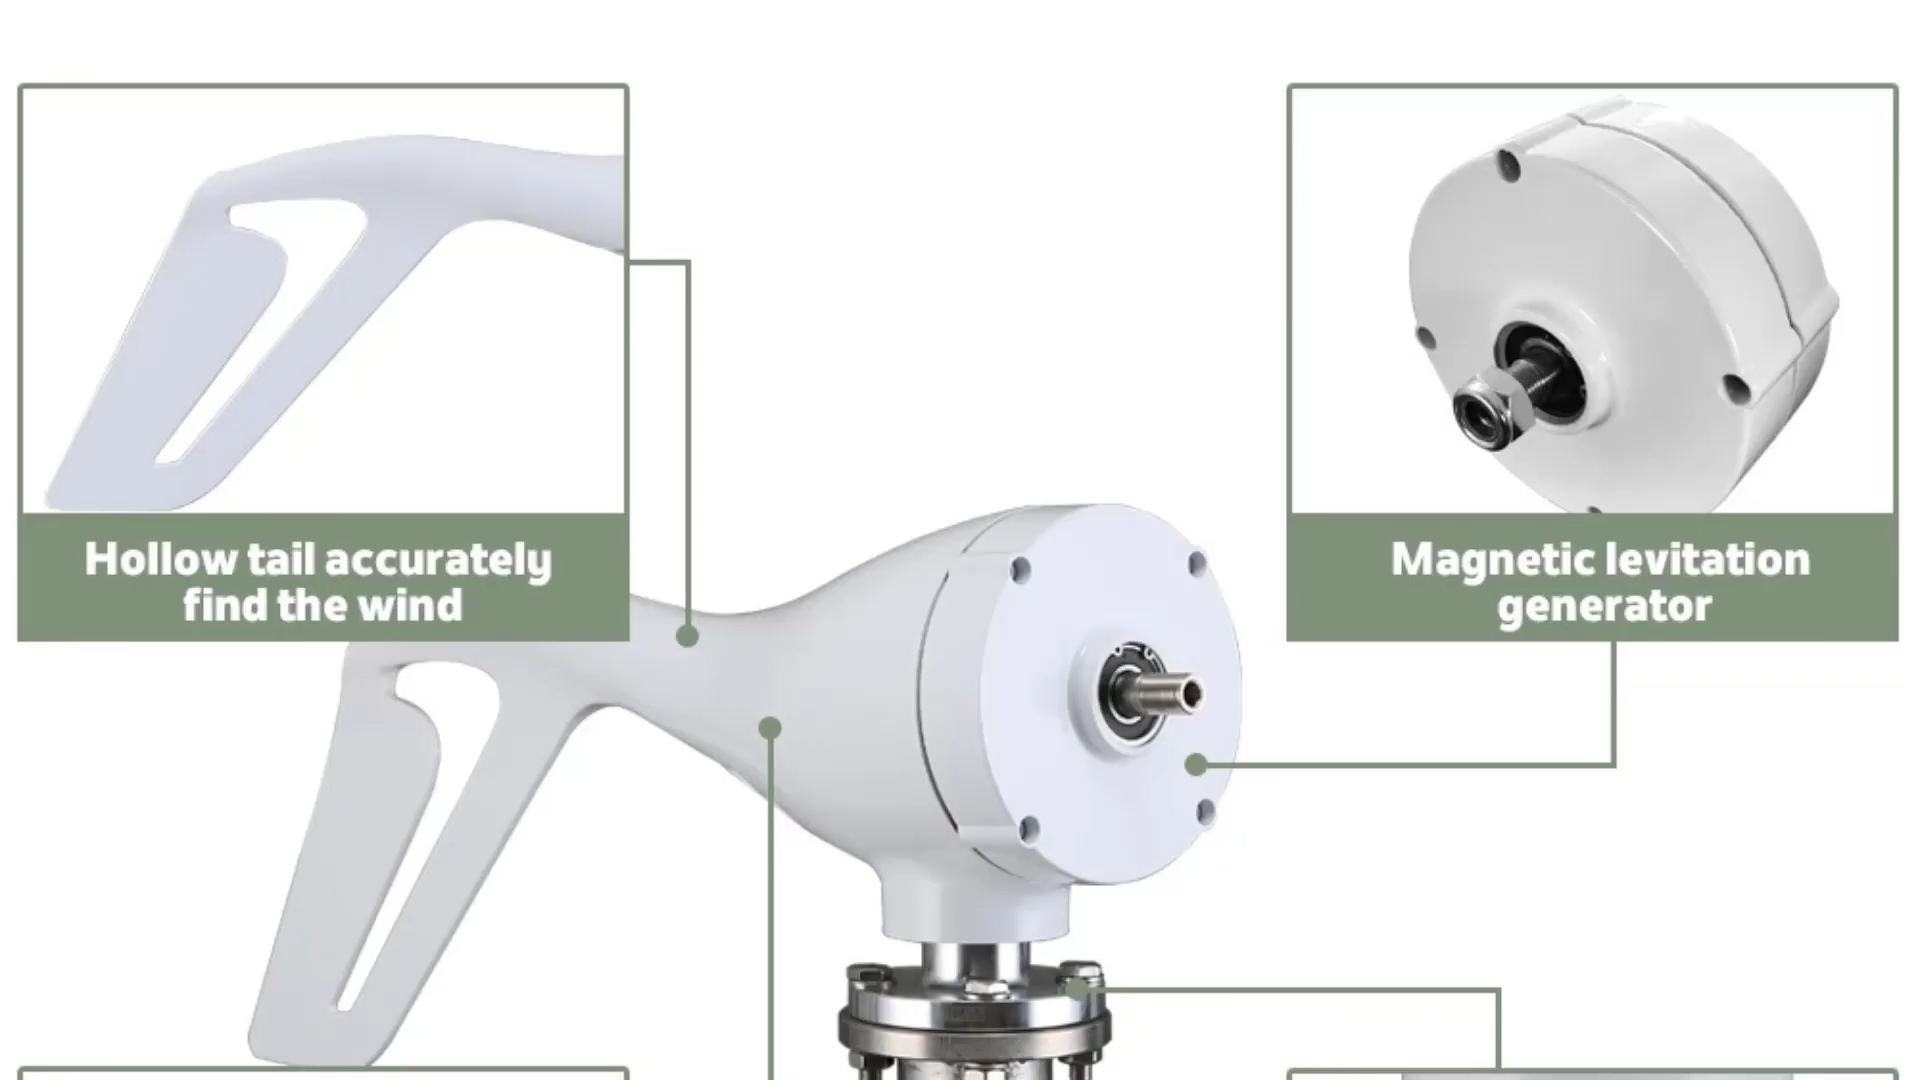 Hollow tail accurately
find the wind
Magnetic levitation
generator